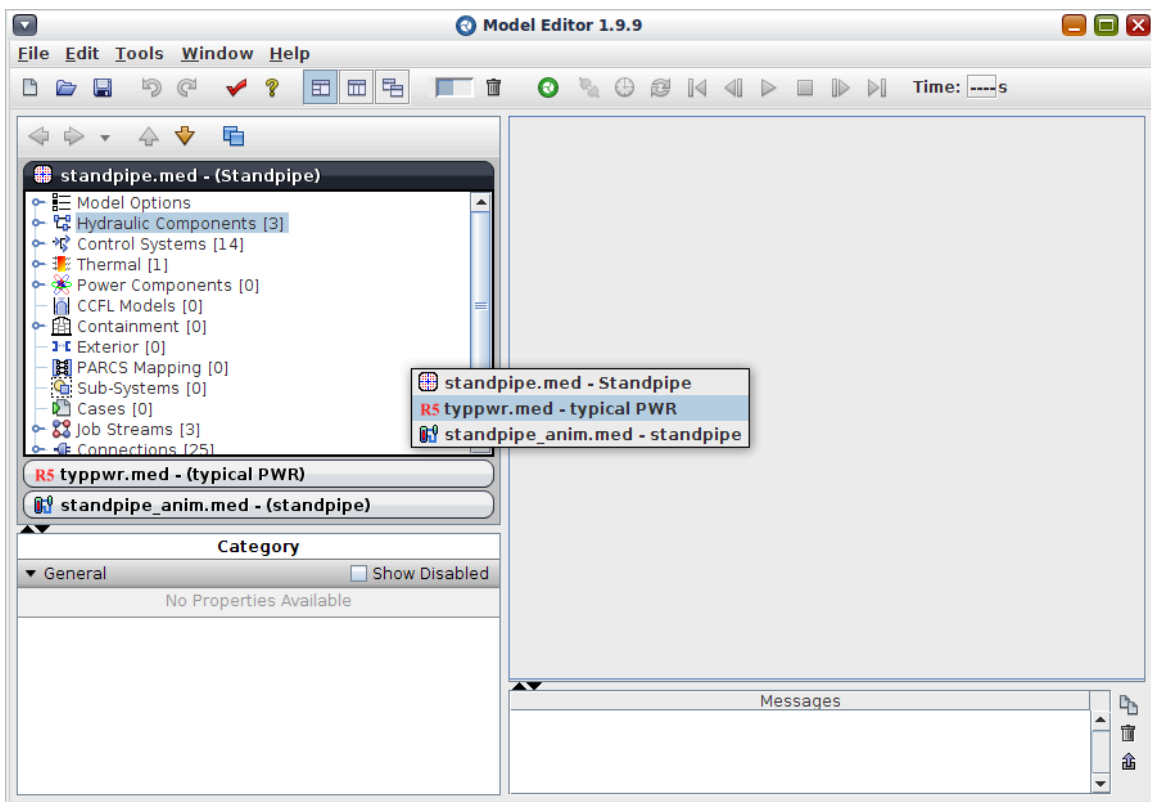 Model Editor 1.9.9
File Edit Tools Window Help
Time: ----s
standpipe.med - (Standpipe)
Model Options
Hydraulic Components [3]
Control Systems [14]
Thermal [1]
Power Components [0]
CCFL Models [0]
Containment [0]
Exterior [0]
PARCS Mapping [0]
Sub-Systems [0]
Cases [0]
Job Streams [3]
Connections [25]
standpipe.med - Standpipe
R5 typpwr.med - typical PWR
standpipe_anim.med - standpipe
R5 typpwr.med - (typical PWR)
standpipe_anim.med - (standpipe)
Category
General Show Disabled
No Properties Available
Messages